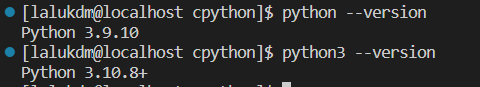 [lalukdm@localhost cpython]$ python --version
Python 3.9.10
[lalukdm@localhost cpython]$ python3 --version
Python 3.10.8+